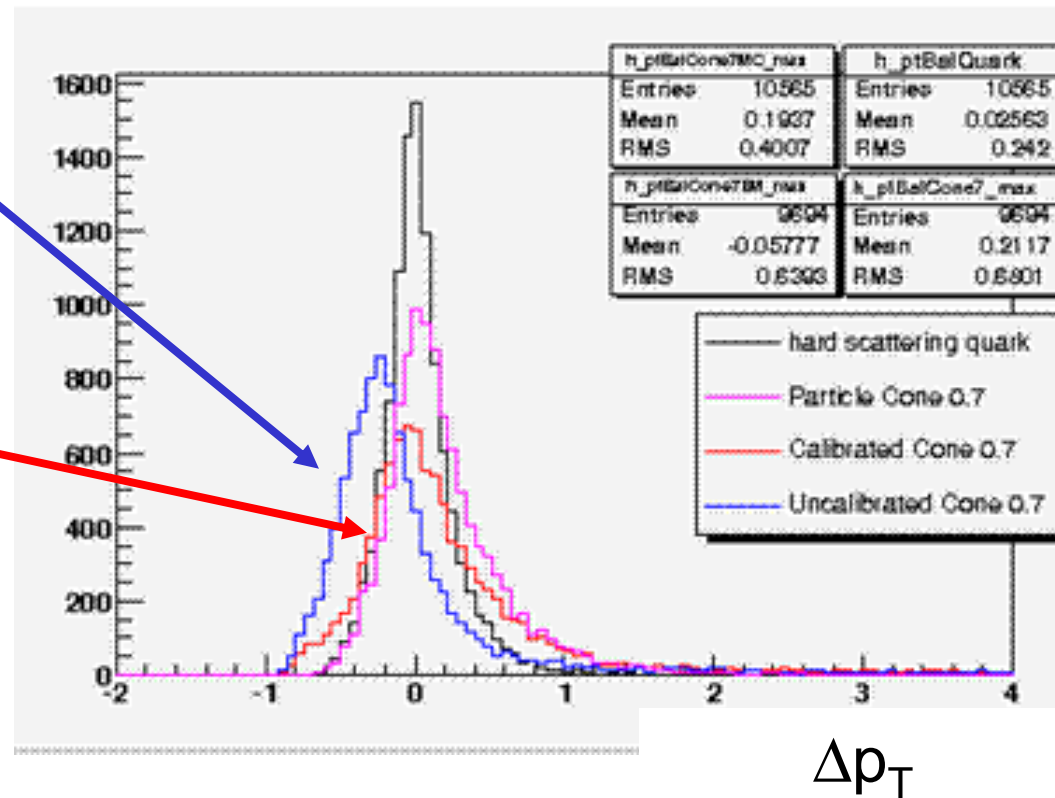 h_ptBalCone7MC_max
Entries 10565
Mean 0.1937
RMS 0.4007
h_ptBalQuark
Entries 10565
Mean 0.02563
RMS 0.242
Entries 9694
Mean -0.05777
RMS 0.6393
h_ptBalCone7_max
Entries 9694
Mean 0.2117
RMS 0.6801
hard scattering quark
Particle Cone 0.7
Calibrated Cone 0.7
Uncalibrated Cone 0.7
1600
1400
1200
1000
800
600
400
200
0
-2 -1 0 1 2 3 4
ΔpT